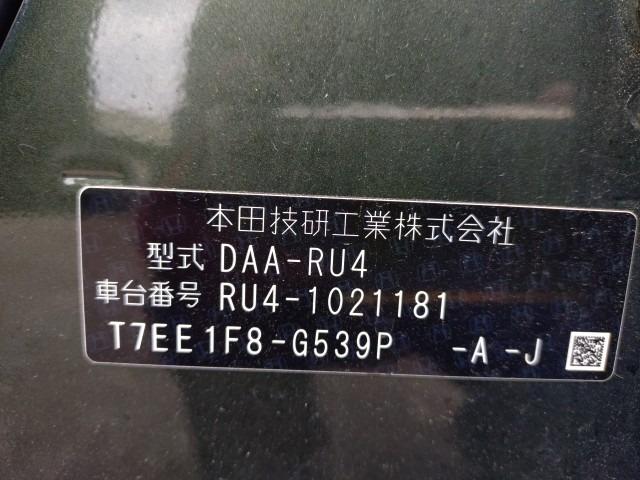 本田技研工業株式会社
型式 DAA-RU4
車台番号 RU4-1021181
T7EE1F8-G539P -A -J